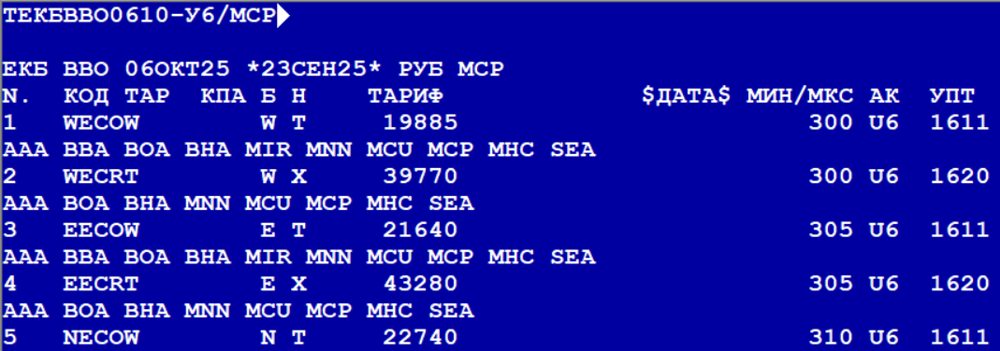 ТЕКБВВО0610-У6/МСР
ЕКБ ВВО 06ОКТ25 *23СЕН25* РУБ МСР
N. КОД ТАР КПА Б Н ТАРИФ $ДАТА$ МИН/МКС АК УПТ
1 WECOW W T 19885 300 U6 1611
AAA BBA BOA BHA MIR MNN MCU MCP MHC SEA
2 WECRT W X 39770 300 U6 1620
AAA BOA BHA MNN MCU MCP MHC SEA
3 EECOW E T 21640 305 U6 1611
AAA BBA BOA BHA MIR MNN MCU MCP MHC SEA
4 EECRT E X 43280 305 U6 1620
AAA BOA BHA MNN MCU MCP MHC SEA
5 NECOW N T 22740 310 U6 1611